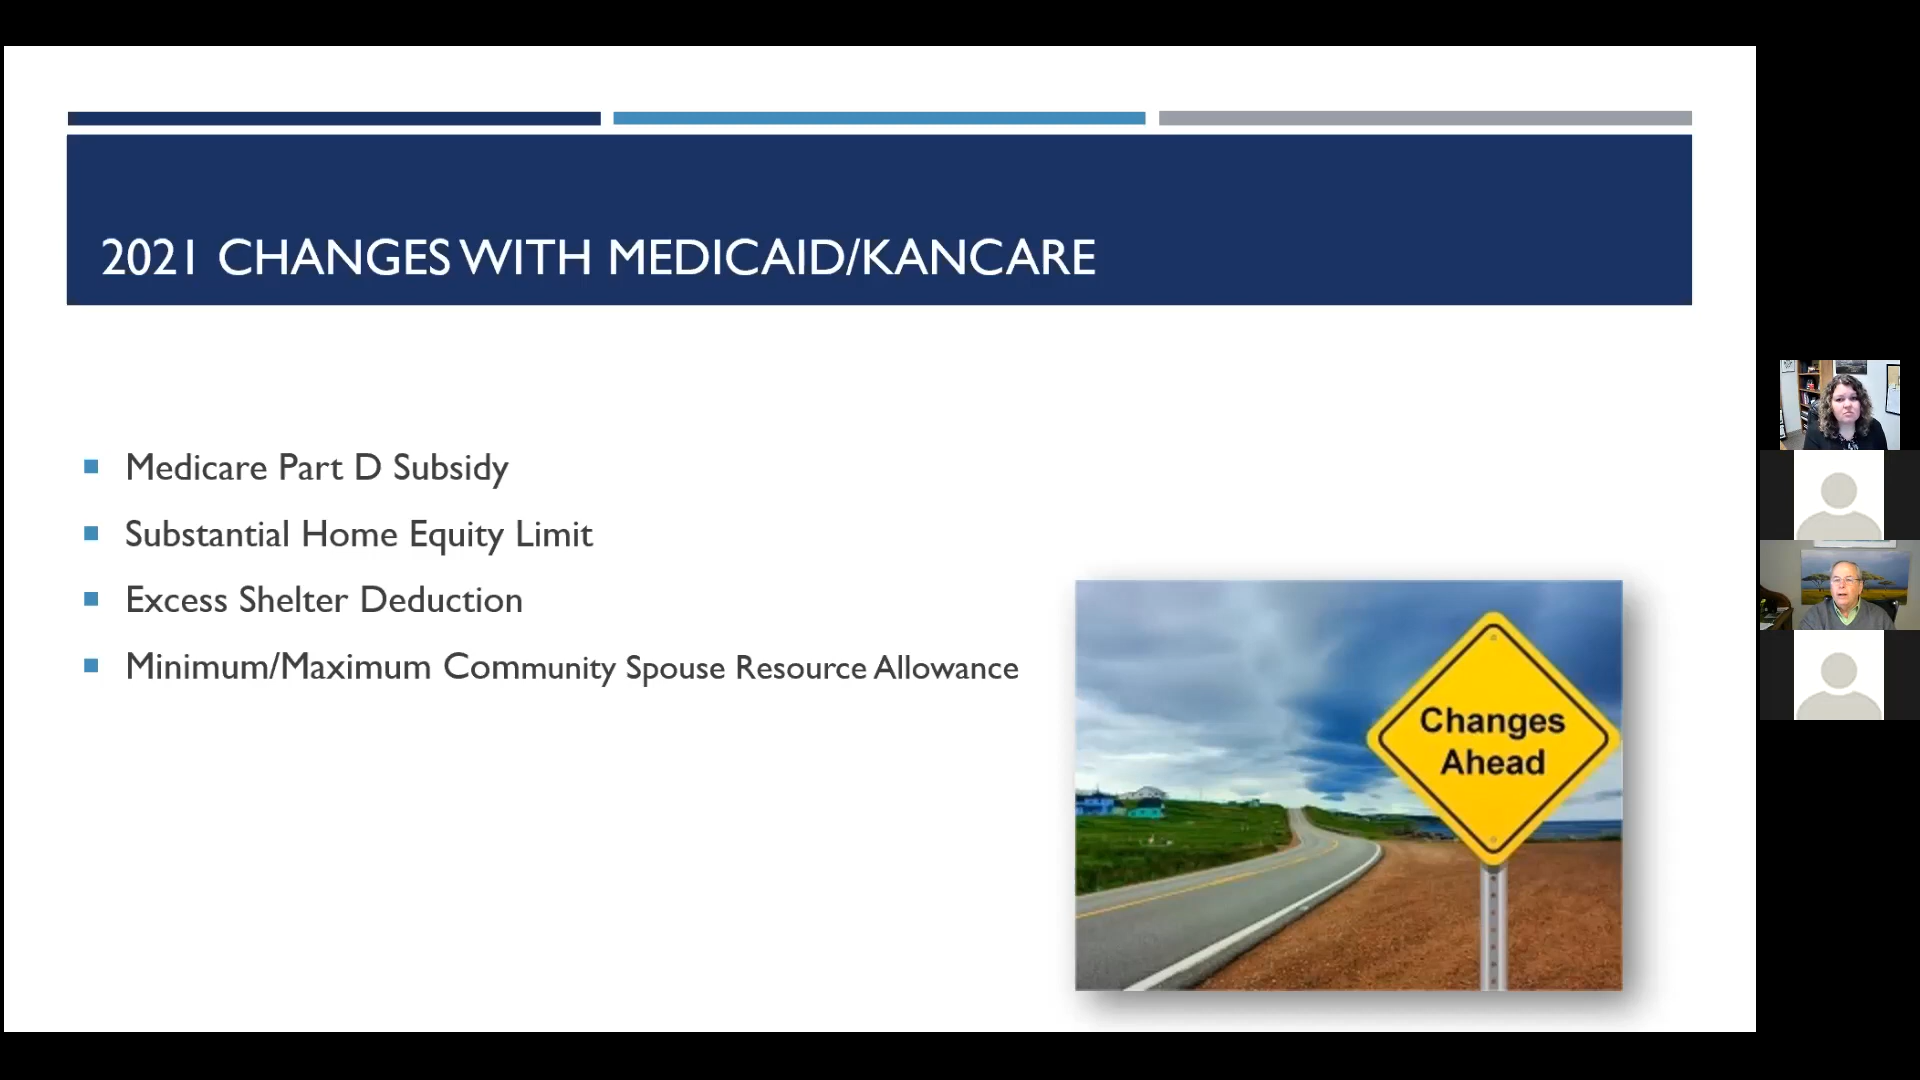 2021 CHANGES WITH MEDICAID/KANCARE
Medicare Part D Subsidy
Substantial Home Equity Limit
Excess Shelter Deduction
Minimum/Maximum Community Spouse Resource Allowance
Changes
Ahead